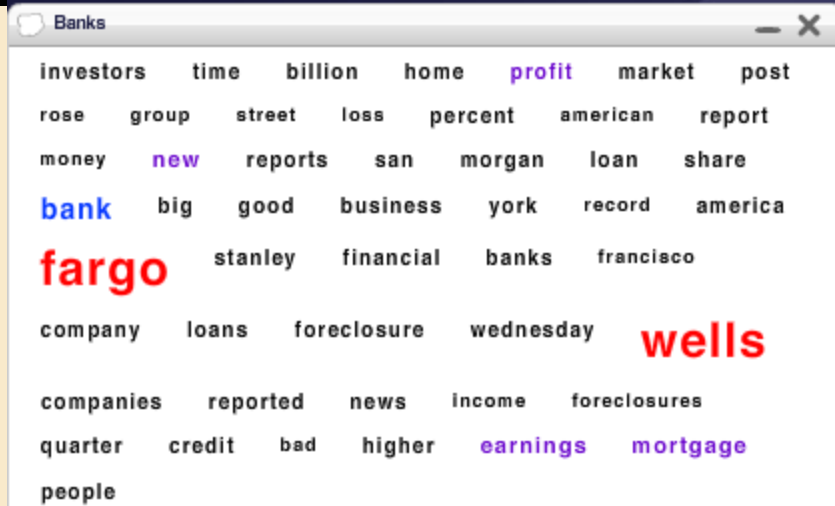 Banks
investors time billion home profit market post
rose group street loss percent american report
money new reports san morgan loan share
bank big good business york record america
fargo stanley financial banks francisco
company loans foreclosure wednesday wells
companies reported news income foreclosures
quarter credit bad higher earnings mortgage
people